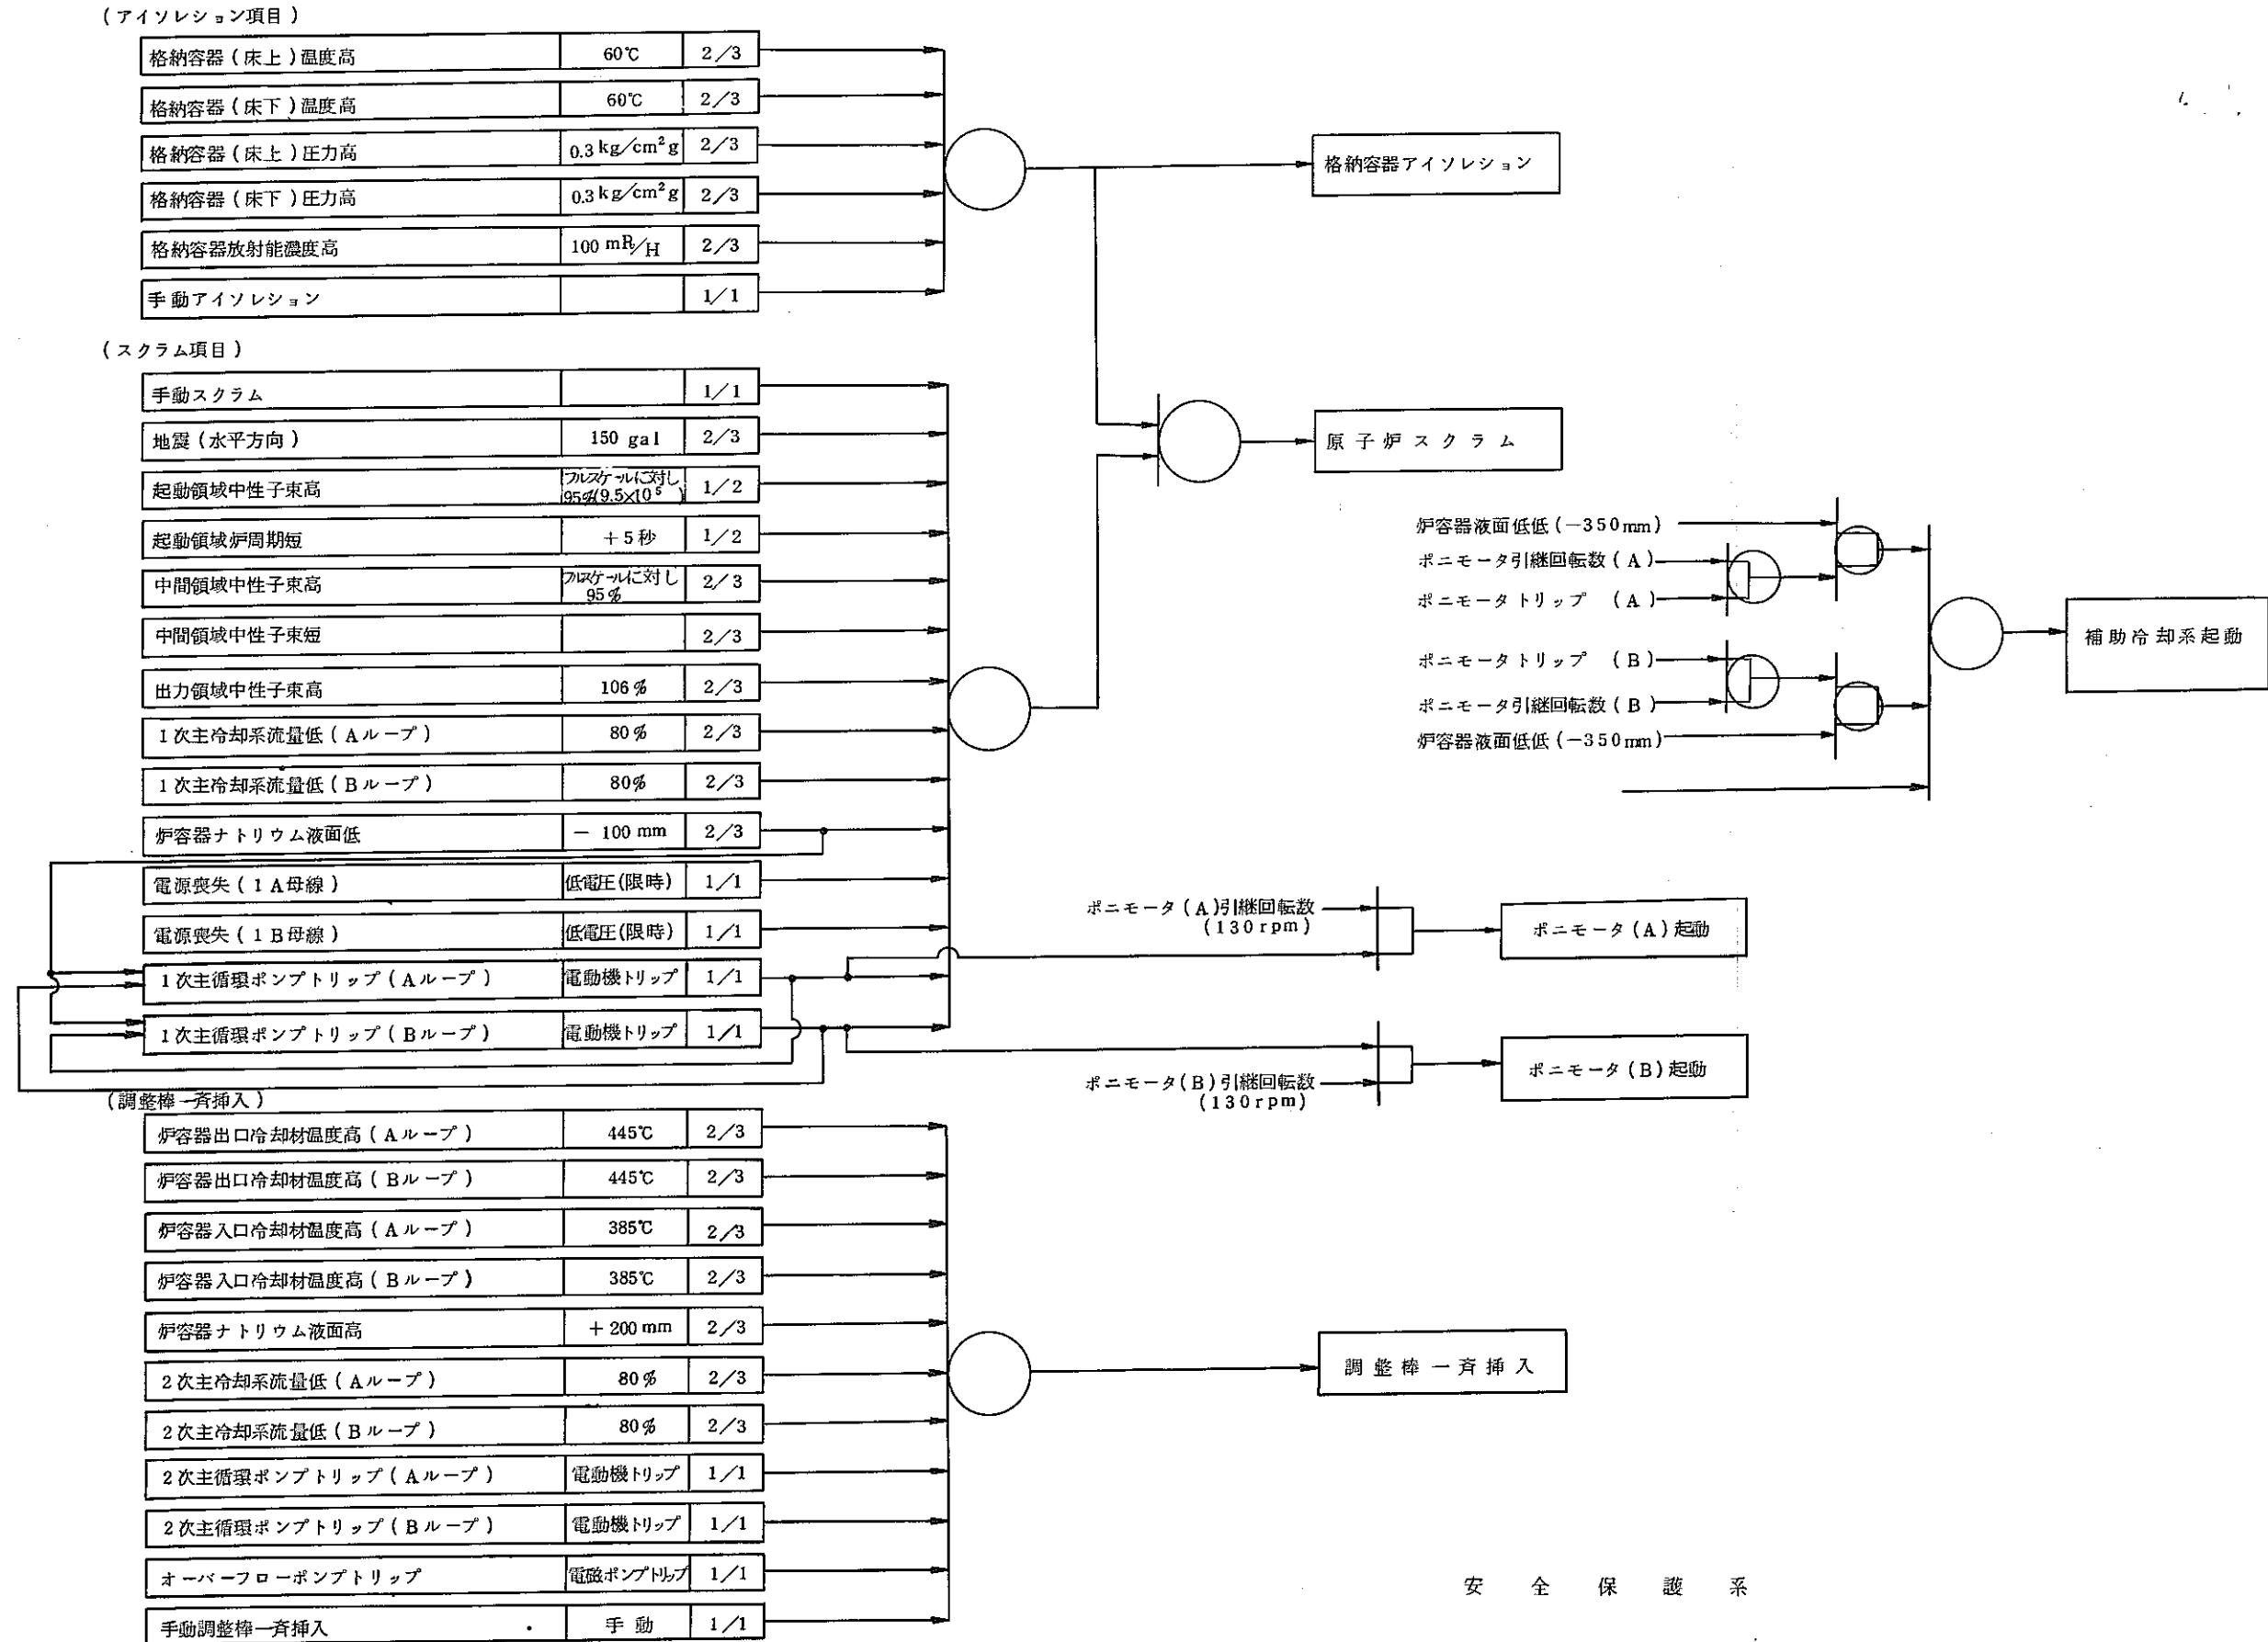 (アイソレション項目)
格納容器(床上)温度高 60℃ 2/3
格納容器(床下)温度高 60℃ 2/3
格納容器(床上)圧力高 0.3kg/cm²g 2/3
格納容器(床下)圧力高 0.3kg/cm²g 2/3
格納容器放射能濃度高 100mR/H 2/3
手動アイソレション 1/1
格納容器アイソレション
(スクラム項目)
手動スクラム 1/1
地震(水平方向) 150 gal 2/3
起動領域中性子束高 フルスケールに対し 95%(9.5×10⁵) 1/2
起動領域炉周期短 +5秒 1/2
中間領域中性子束高 フルスケールに対し 95% 2/3
中間領域中性子束短 2/3
出力領域中性子束高 106% 2/3
1次主冷却系流量低(Aループ) 80% 2/3
1次主冷却系流量低(Bループ) 80% 2/3
炉容器ナトリウム液面低 - 100mm 2/3
電源喪失(1A母線) 低電圧(限時) 1/1
電源喪失(1B母線) 低電圧(限時) 1/1
1次主循環ポンプトリップ(Aループ) 電動機トリップ 1/1
1次主循環ポンプトリップ(Bループ) 電動機トリップ 1/1
原子炉スクラム
炉容器液面低低(-350mm)
ポニモータ引継回転数(A)
ポニモータトリップ (A)
ポニモータトリップ (B)
ポニモータ引継回転数(B)
炉容器液面低低(-350mm)
補助冷却系起動
ポニモータ(A)引継回転数
(130rpm)
ポニモータ(A)起動
ポニモータ(B)引継回転数
(130rpm)
ポニモータ(B)起動
(調整棒一斉挿入)
炉容器出口冷却材温度高(Aループ) 445℃ 2/3
炉容器出口冷却材温度高(Bループ) 445℃ 2/3
炉容器入口冷却材温度高(Aループ) 385℃ 2/3
炉容器入口冷却材温度高(Bループ) 385℃ 2/3
炉容器ナトリウム液面高 +200mm 2/3
2次主冷却系流量低(Aループ) 80% 2/3
2次主冷却系流量低(Bループ) 80% 2/3
2次主循環ポンプトリップ(Aループ) 電動機トリップ 1/1
2次主循環ポンプトリップ(Bループ) 電動機トリップ 1/1
オーバーフローポンプトリップ 電磁ポンプトリップ 1/1
手動調整棒一斉挿入 手動 1/1
調整棒一斉挿入
安全保護系